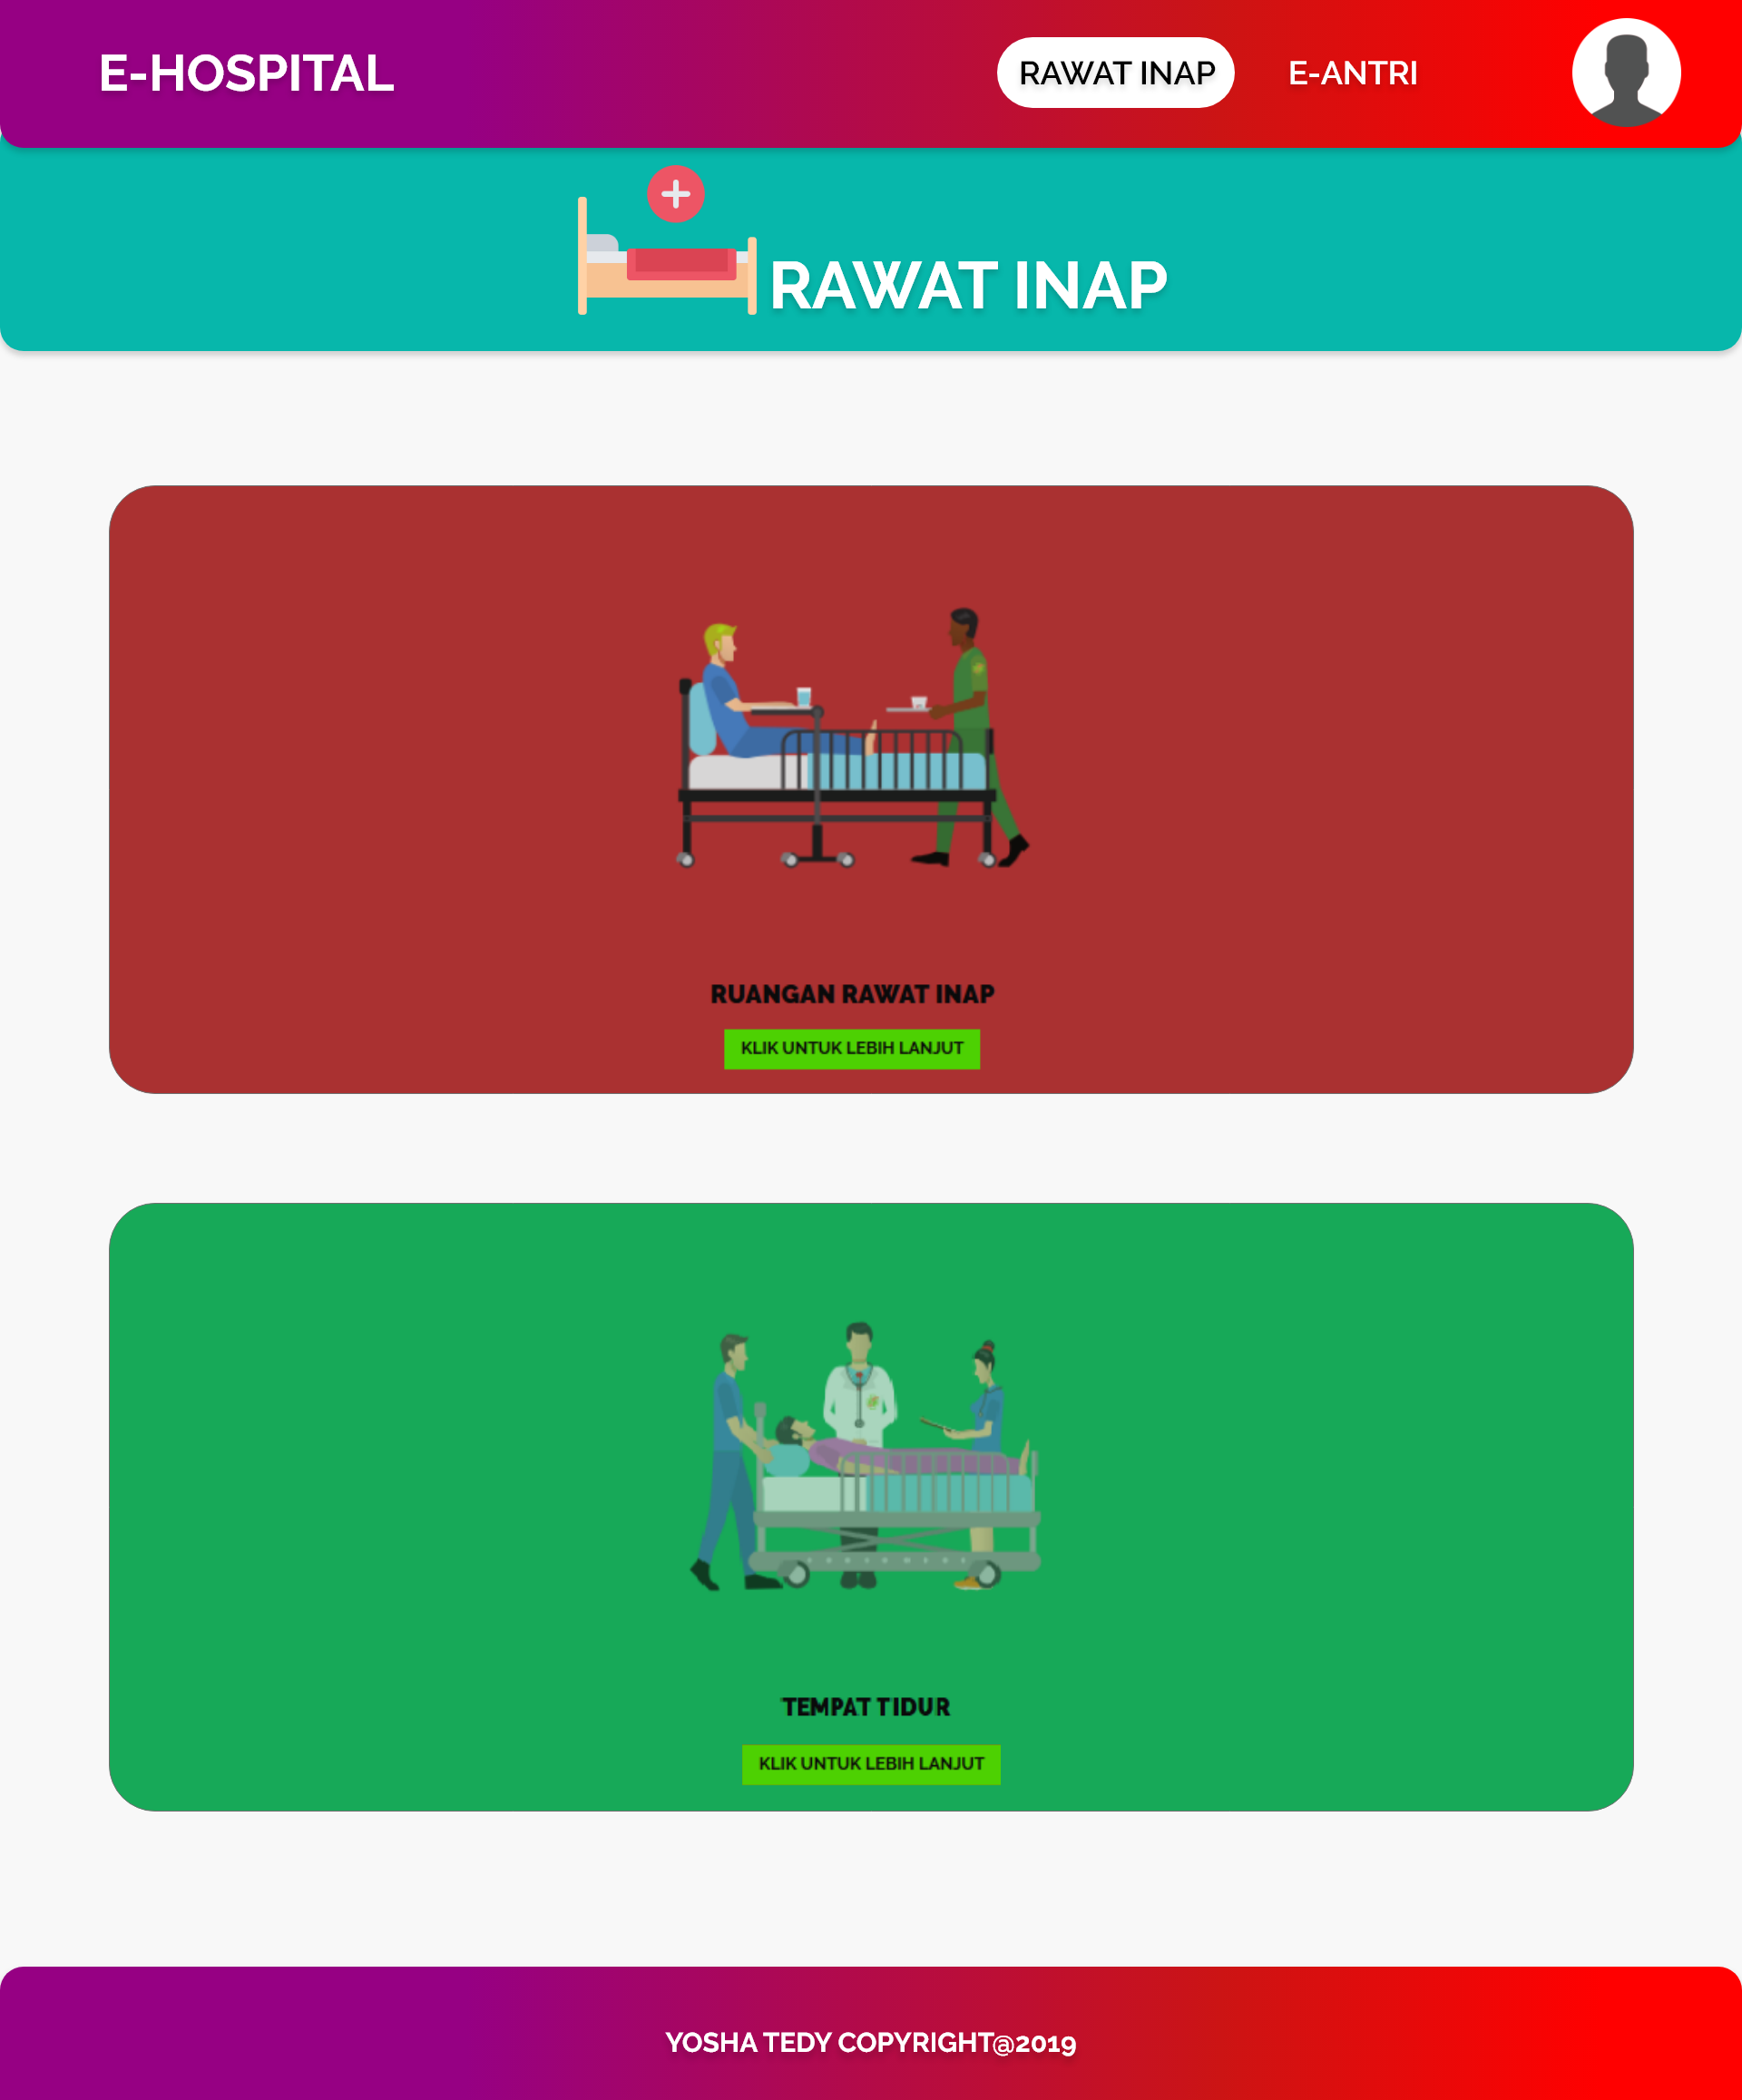 E-HOSPITAL
RAWAT INAP
E-ANTRI
RAWAT INAP
RUANGAN RAWAT INAP
KLIK UNTUK LEBIH LANJUT
TEMPAT TIDUR
KLIK UNTUK LEBIH LANJUT
YOSHA TEDY COPYRIGHT@2019